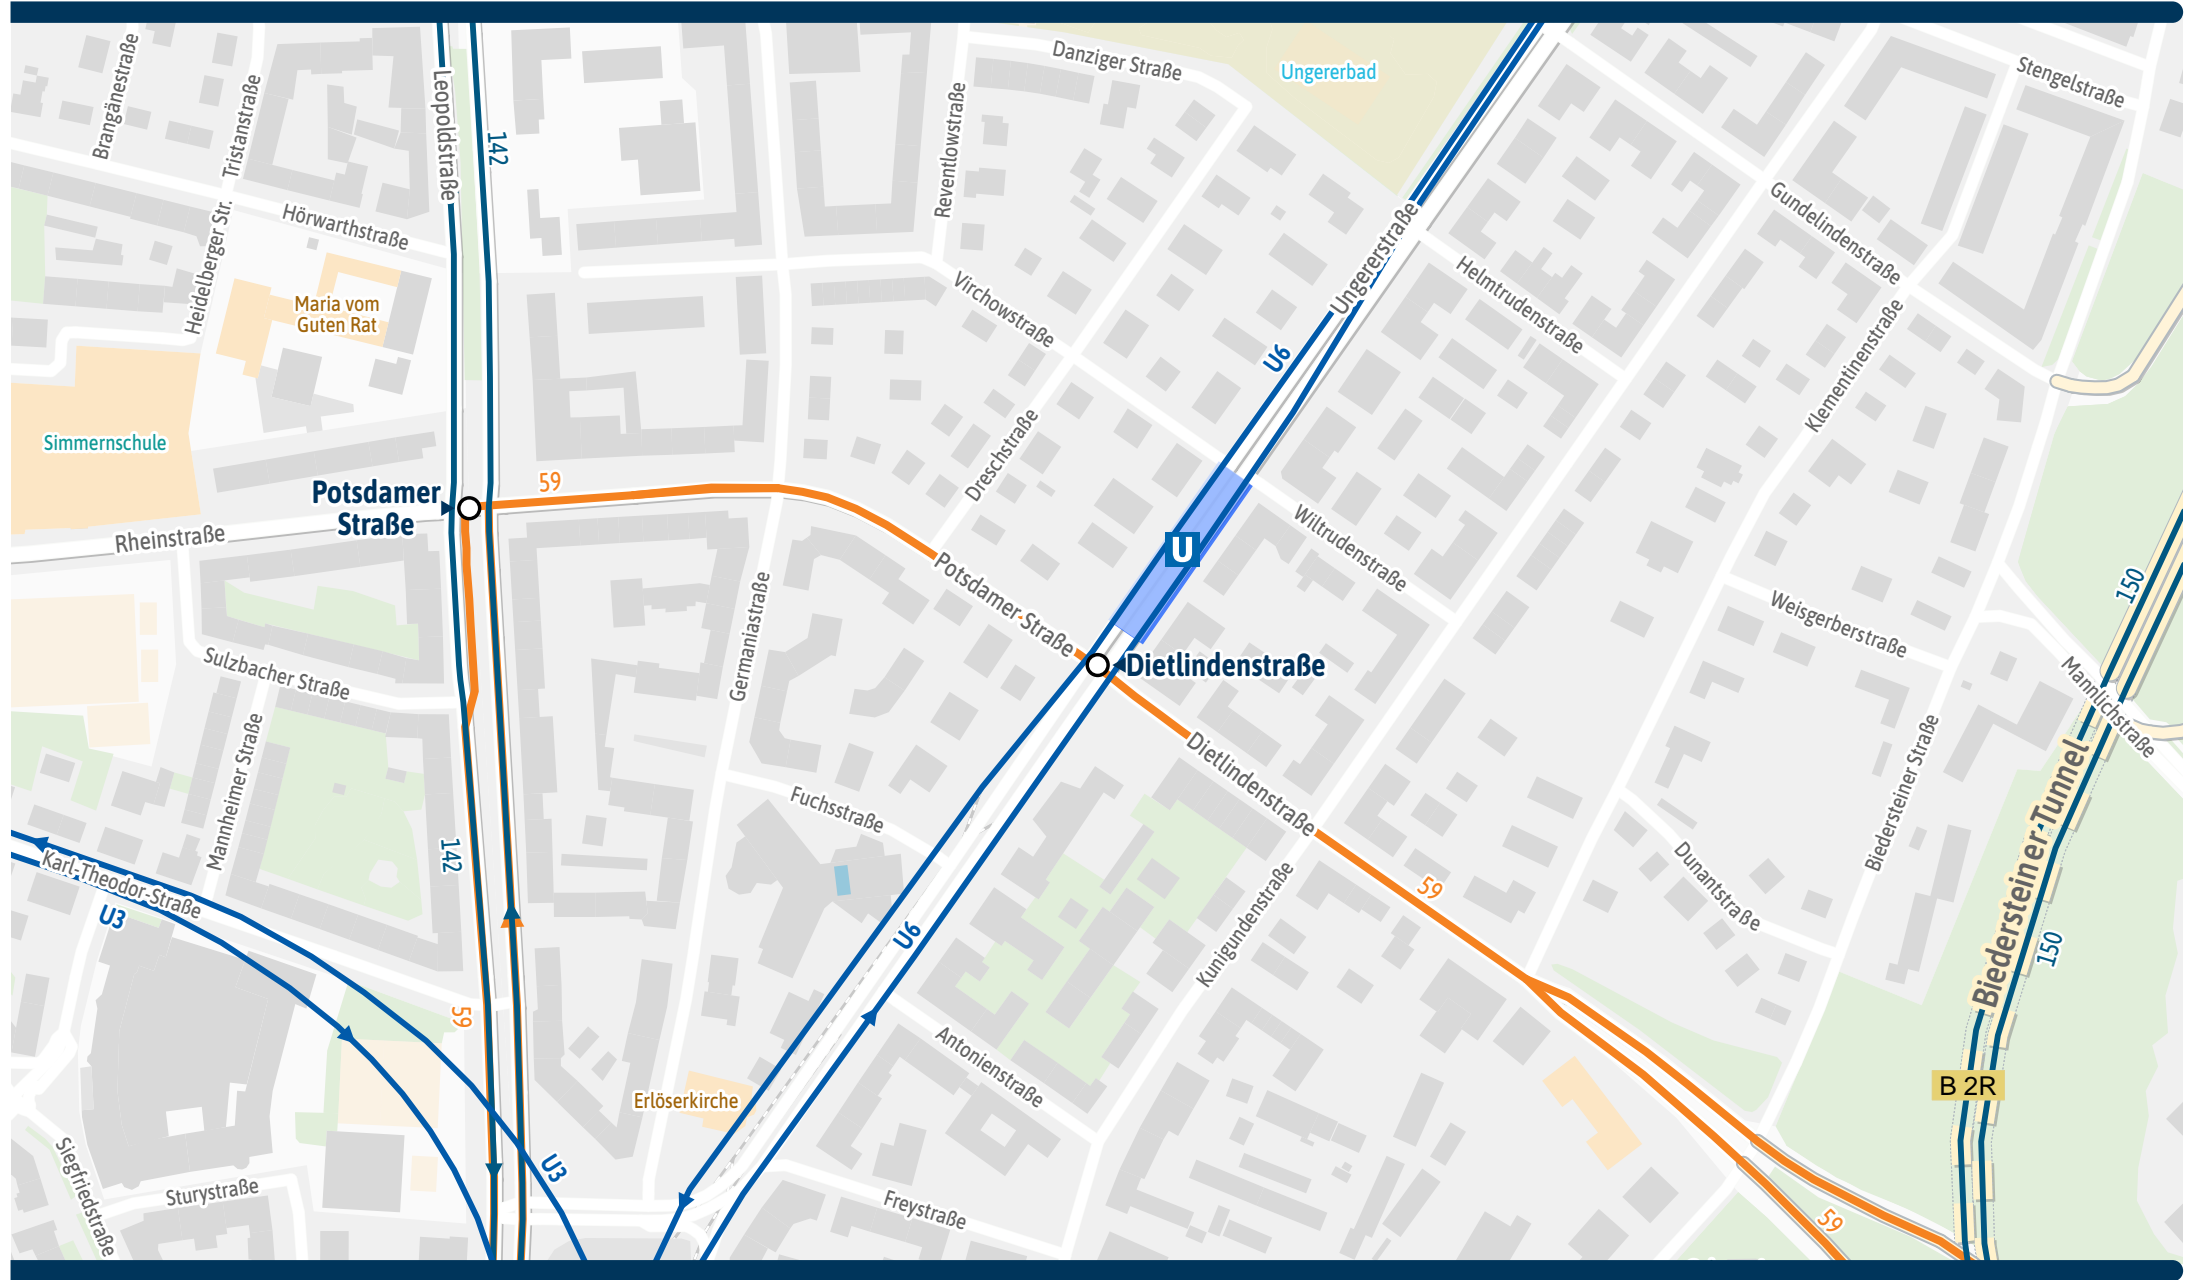 Brangänestraße
Tristanstraße
Leopoldstraße
142
Reventlowstraße
Danziger Straße
Ungererbad
Stengelstraße
Hörwarthstraße
Heidelberger Str.
Maria vom
Guten Rat
Virchowstraße
Ungererstraße
Helmtrudenstraße
Gundelindenstraße
U6
Klementinenstraße
Simmernschule
Potsdamer
Straße
59
Dreschstraße
Rheinstraße
U
Wiltrudenstraße
Potsdamer-Straße
150
Weisgerberstraße
Germaniastraße
Dietlindenstraße
Sulzbacher Straße
Mannheimer Straße
Mannlichstraße
Dietlindenstraße
Biedersteiner Straße
Biedersteiner-Tunnel
Fuchsstraße
142
Karl-Theodor-Straße
U3
Dunantstraße
59
Kunigundenstraße
U6
150
59
Antonienstraße
B 2R
Erlöserkirche
U3
Siegfriedstraße
Sturystraße
Freystraße
59